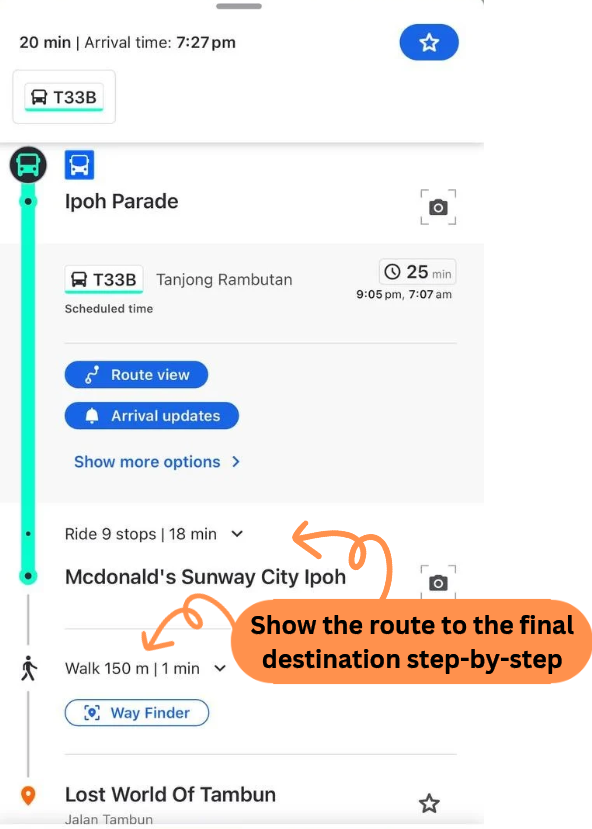 20 min | Arrival time: 7:27 pm
T33B
Ipoh Parade
T33B Tanjong Rambutan 25 min
Scheduled time 9:05 pm, 7:07 am
Route view
Arrival updates
Show more options
Ride 9 stops | 18 min
Mcdonald's Sunway City Ipoh
Show the route to the final
destination step-by-step
Walk 150 m | 1 min
Way Finder
Lost World Of Tambun
Jalan Tambun